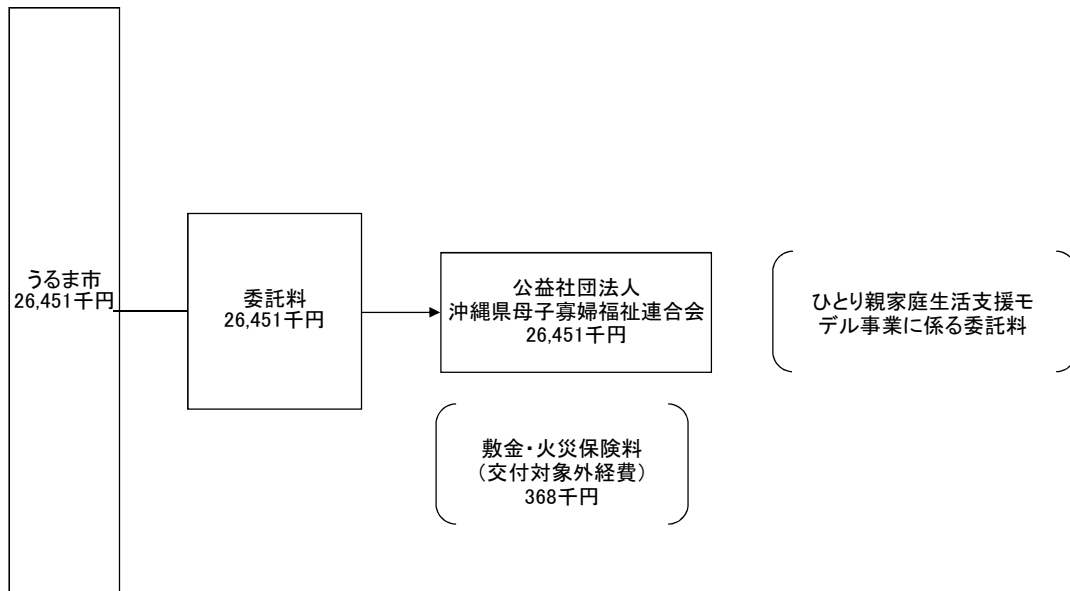 うるま市
26,451千円
委託料
26,451千円
公益社団法人
沖縄県母子寡婦福祉連合会
26,451千円
ひとり親家庭生活支援モ
デル事業に係る委託料
敷金・火災保険料
（交付対象外経費）
368千円